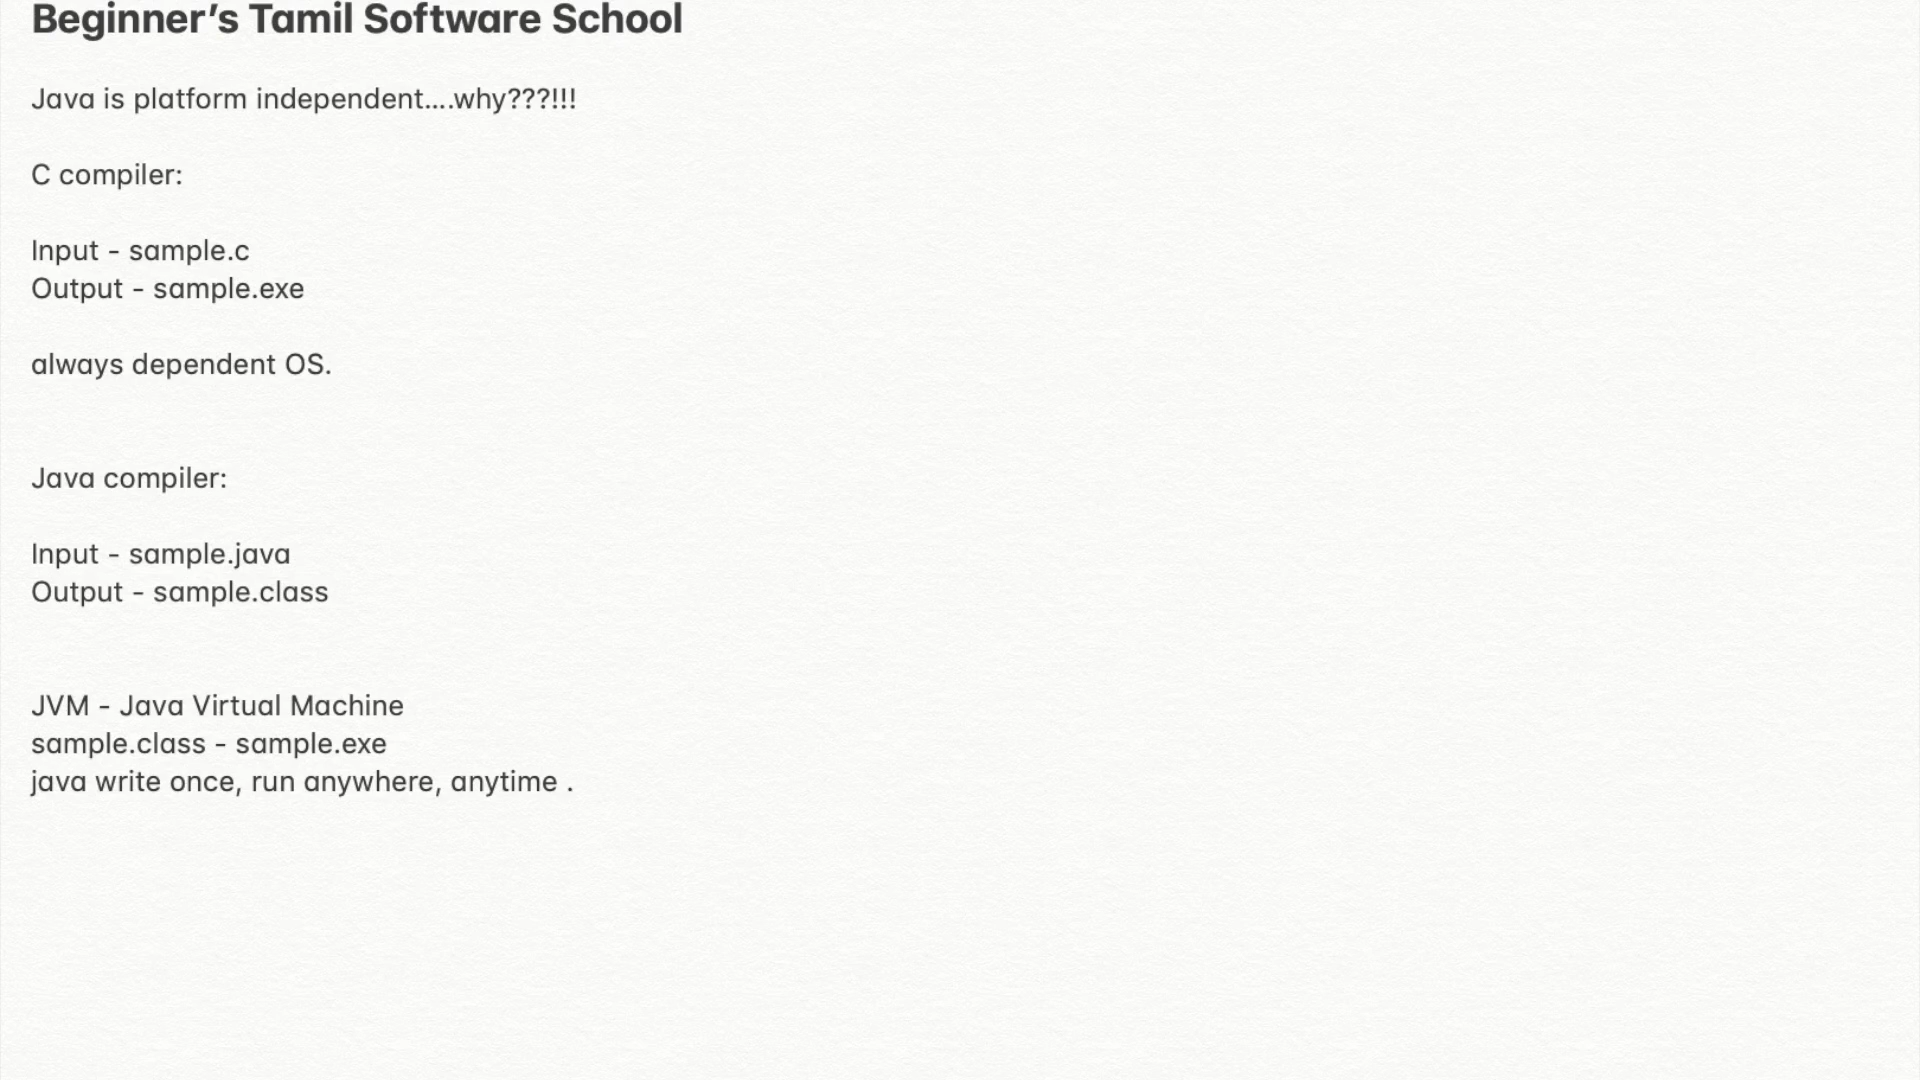 Beginner’s Tamil Software School
Java is platform independent....why???!!!
C compiler:
Input - sample.c
Output - sample.exe
always dependent OS.
Java compiler:
Input - sample.java
Output - sample.class
JVM - Java Virtual Machine
sample.class - sample.exe
java write once, run anywhere, anytime .